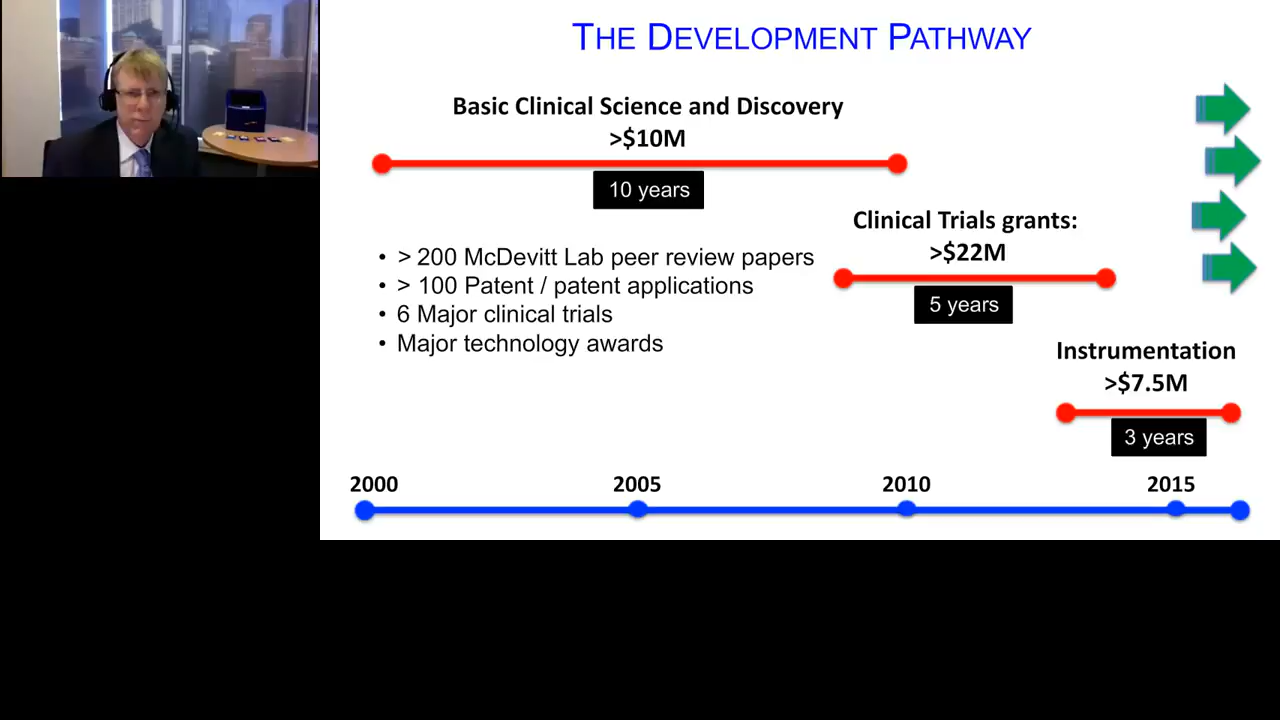 THE DEVELOPMENT PATHWAY
Basic Clinical Science and Discovery
>$10M
10 years
Clinical Trials grants:
>$22M
5 years
• > 200 McDevitt Lab peer review papers
• > 100 Patent / patent applications
• 6 Major clinical trials
• Major technology awards
Instrumentation
>$7.5M
3 years
2000 2005 2010 2015